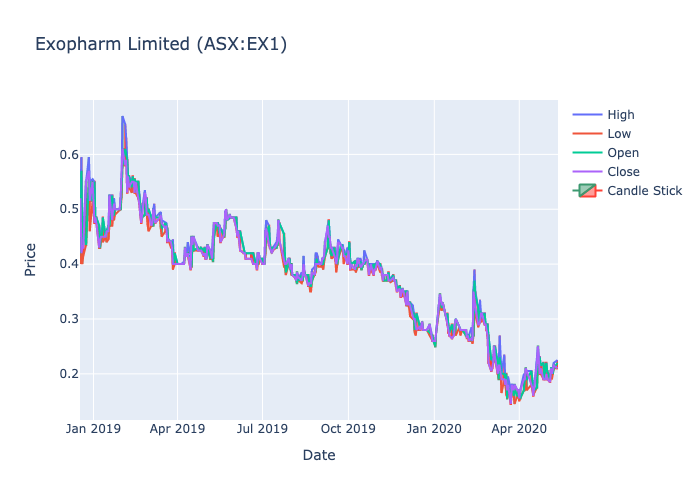 Exopharm Limited (ASX:EX1)
High
Low
Open
Close
Candle Stick
Price
0.6
0.5
0.4
0.3
0.2
Jan 2019
Apr 2019
Jul 2019
Oct 2019
Jan 2020
Apr 2020
Date